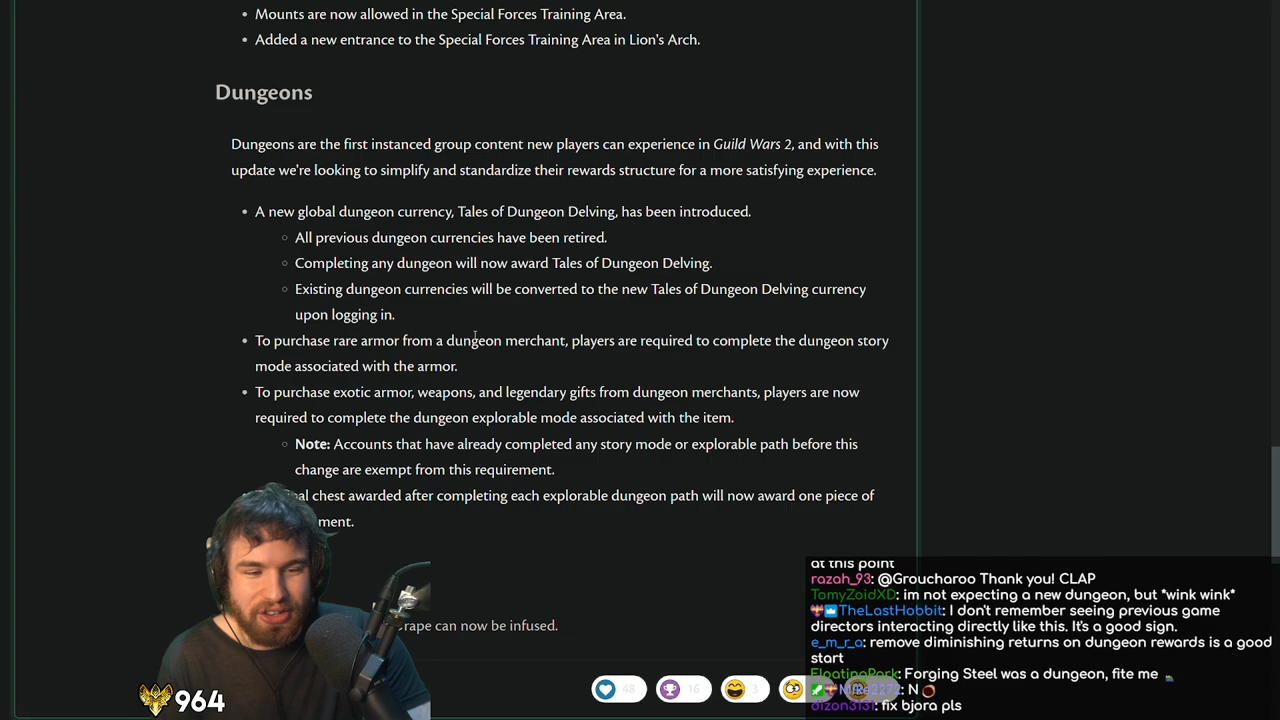 Mounts are now allowed in the Special Forces Training Area.
Added a new entrance to the Special Forces Training Area in Lion's Arch.
Dungeons
Dungeons are the first instanced group content new players can experience in Guild Wars 2, and with this
update we're looking to simplify and standardize their rewards structure for a more satisfying experience.
A new global dungeon currency, Tales of Dungeon Delving, has been introduced.
All previous dungeon currencies have been retired.
Completing any dungeon will now award Tales of Dungeon Delving.
Existing dungeon currencies will be converted to the new Tales of Dungeon Delving currency
upon logging in.
To purchase rare armor from a dungeon merchant, players are required to complete the dungeon story
mode associated with the armor.
To purchase exotic armor, weapons, and legendary gifts from dungeon merchants, players are now
required to complete the dungeon explorable mode associated with the item.
Note: Accounts that have already completed any story mode or explorable path before this
change are exempt from this requirement.
chest awarded after completing each explorable dungeon path will now award one piece of
can now be infused.
at this point
razah_93: @Groucharoo Thank you! CLAP
TomyZoidXD: im not expecting a new dungeon, but *wink wink*
TheLastHobbit: I don't remember seeing previous game
directors interacting directly like this. It's a good sign.
e_m_r_a: remove diminishing returns on dungeon rewards is a good
start
FloatingPork: Forging Steel was a dungeon, fite me
N
dizon3131: fix bjora pls
48
16
3
964